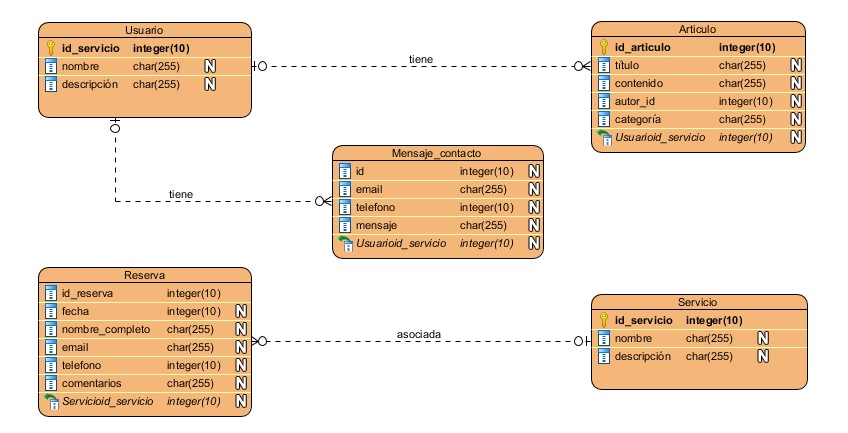 Usuario
id_servicio integer(10)
nombre char(255) N
descripción char(255) N
tiene
Articulo
id_articulo integer(10)
título char(255) N
contenido char(255) N
autor_id integer(10) N
categoría char(255) N
Usuarioid_servicio integer(10) N
tiene
Mensaje_contacto
id integer(10) N
email char(255) N
telefono integer(10) N
mensaje char(255) N
Usuarioid_servicio integer(10) N
Reserva
id_reserva integer(10)
fecha integer(10) N
nombre_completo char(255) N
email char(255) N
telefono integer(10) N
comentarios char(255) N
Servicioid_servicio integer(10) N
asociada
Servicio
id_servicio integer(10)
nombre char(255) N
descripción char(255) N